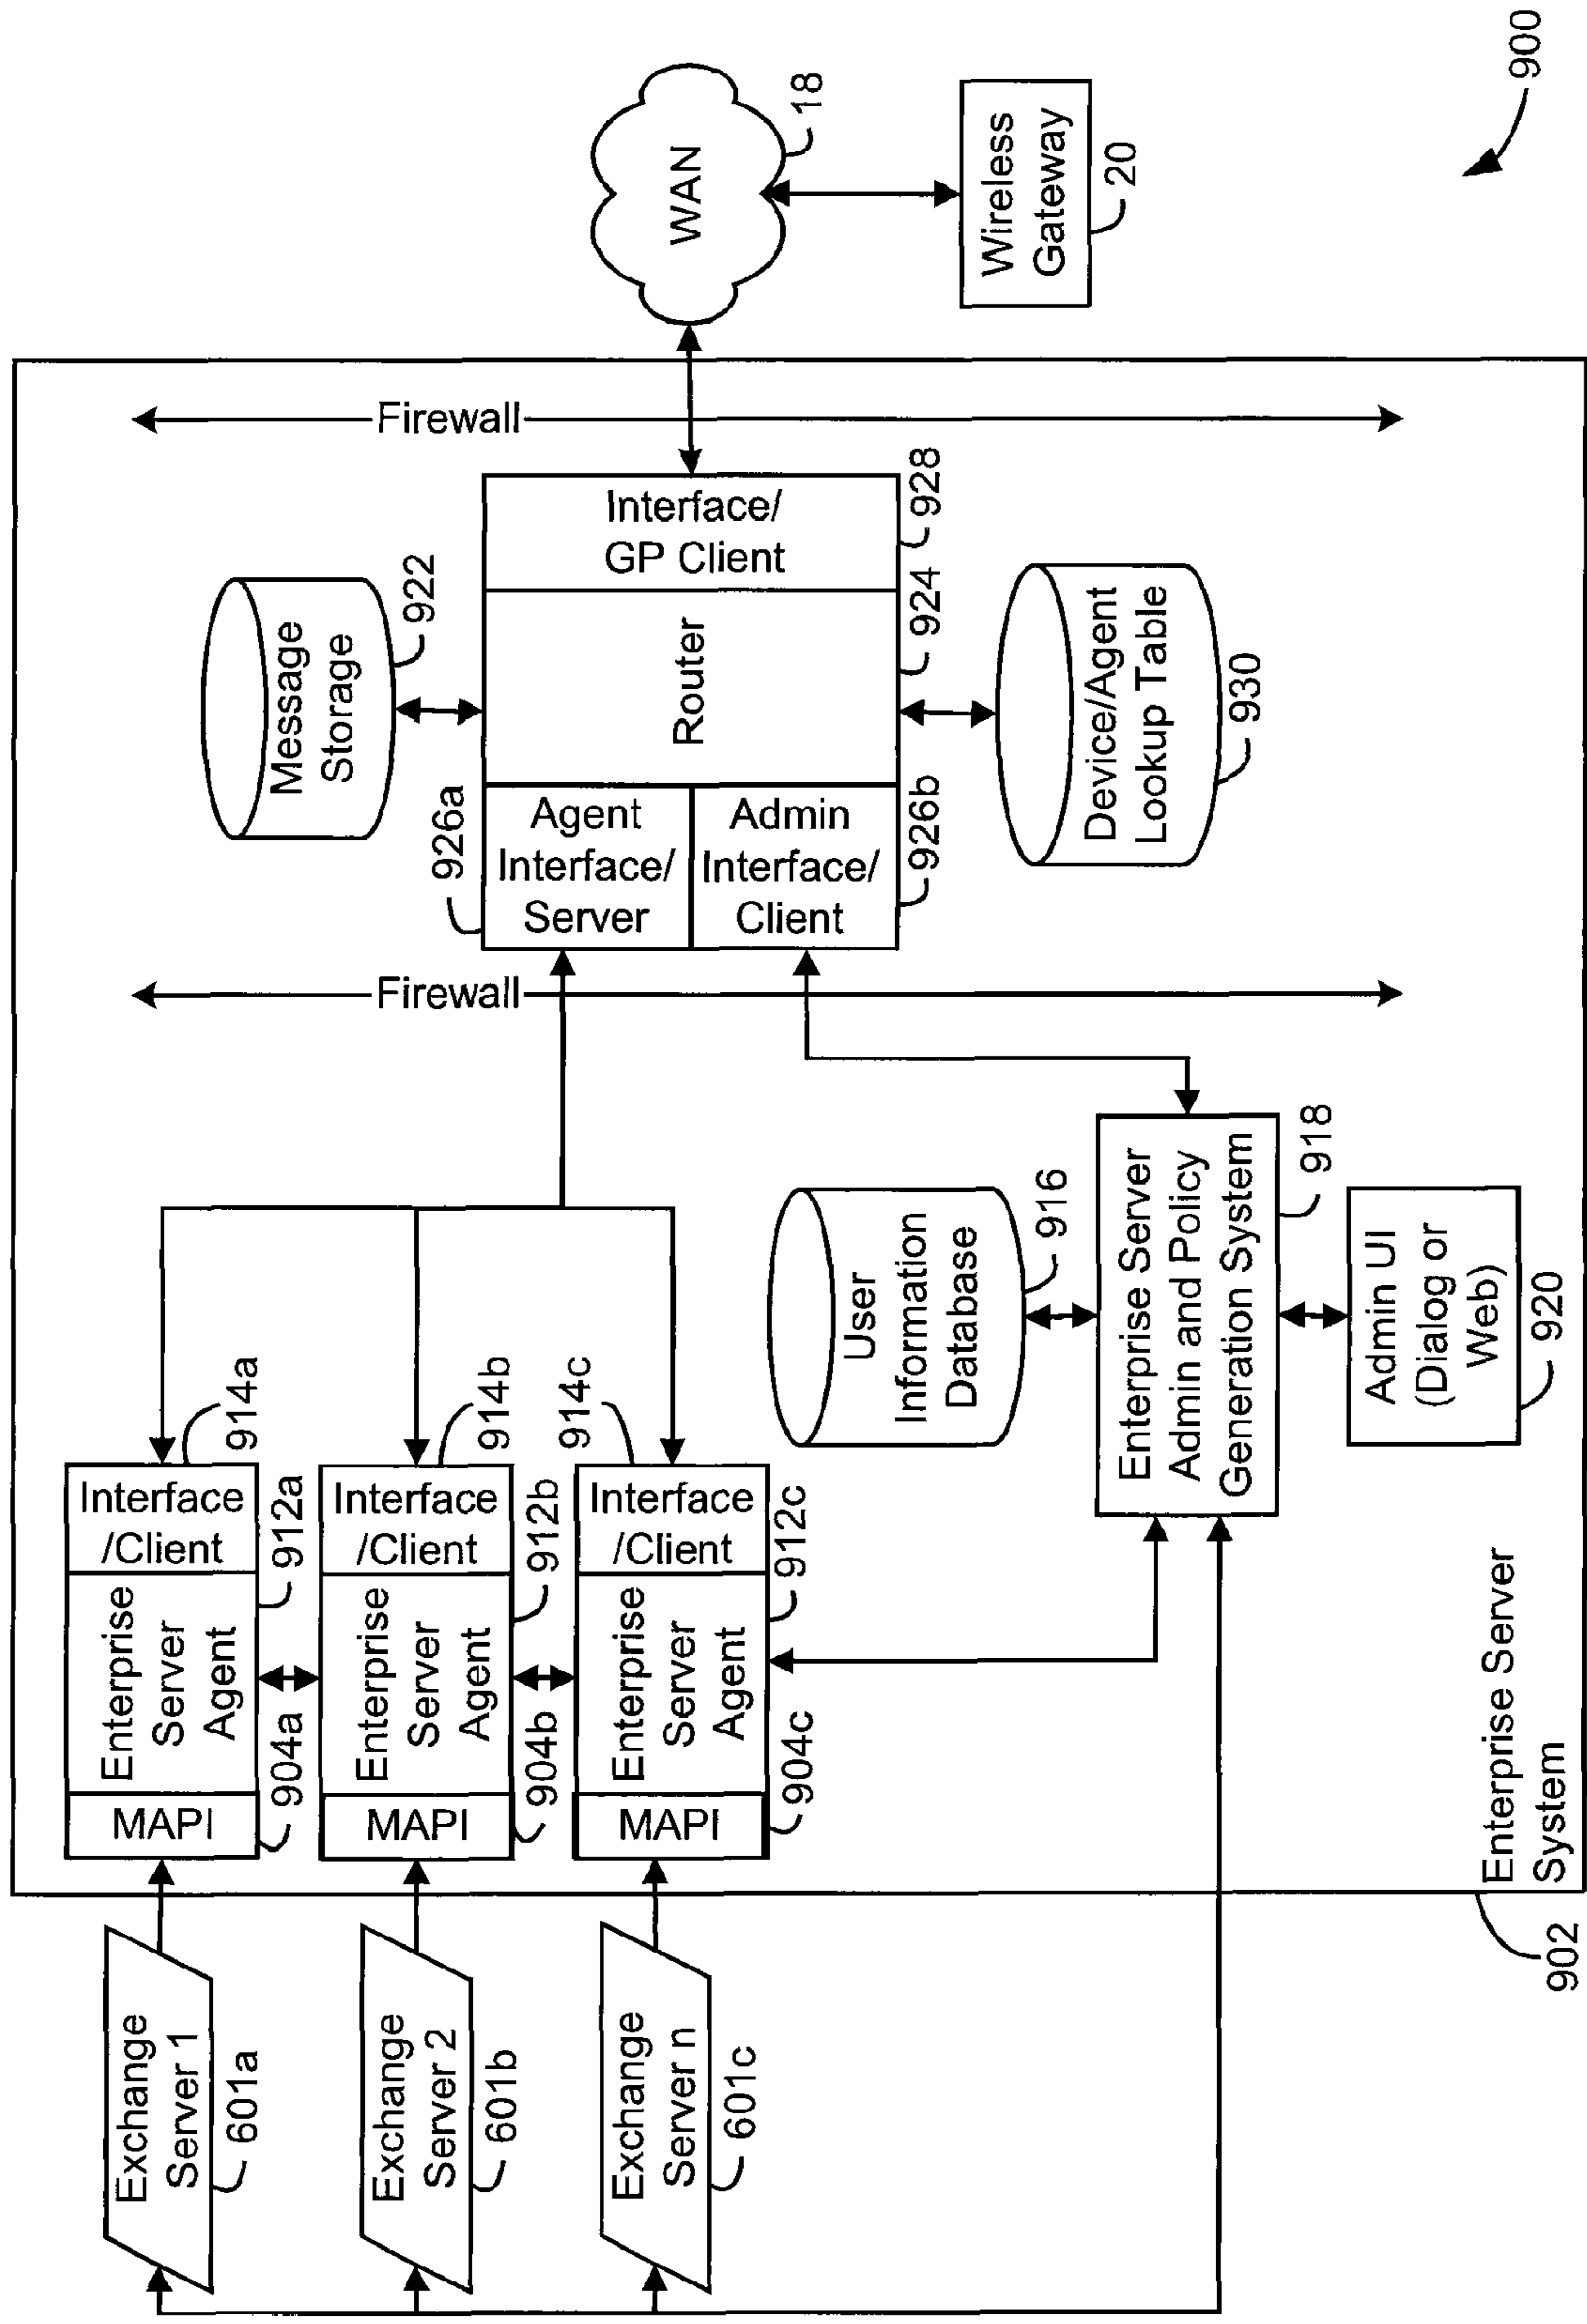 Exchange
Server 1
601a
Exchange
Server 2
601b
Exchange
Server n
601c
902
Enterprise Server
System
MAPI
904a
Enterprise
Server
Agent
912a
Interface
/Client
914a
MAPI
904b
Enterprise
Server
Agent
912b
Interface
/Client
914b
MAPI
904c
Enterprise
Server
Agent
912c
Interface
/Client
914c
User
Information
Database
916
Enterprise Server
Admin and Policy
Generation System
918
Admin UI
(Dialog or
Web)
920
Firewall
Message
Storage
922
926a
Agent
Interface/
Server
Admin
Interface/
Client
926b
Router
924
Interface/
GP Client
928
Device/Agent
Lookup Table
930
Firewall
WAN
18
Wireless
Gateway
20
900